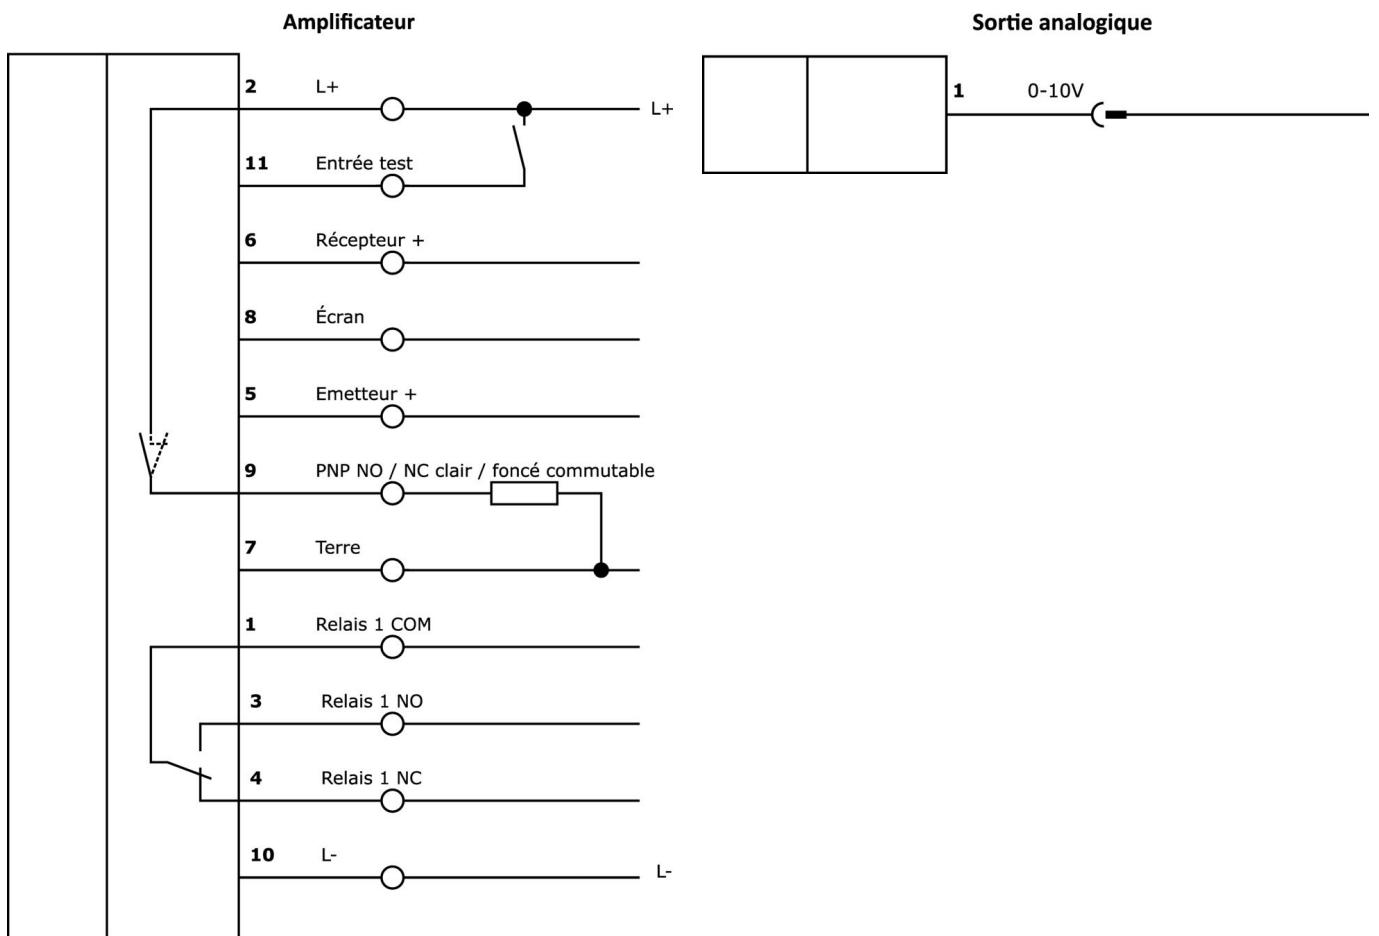 Amplificateur
2 L+
L+
11 Entrée test
6 Récepteur +
8 Écran
5 Emetteur +
9 PNP NO / NC clair / foncé commutable
7 Terre
1 Relais 1 COM
3 Relais 1 NO
4 Relais 1 NC
10 L-
L-
Sortie analogique
1 0-10V